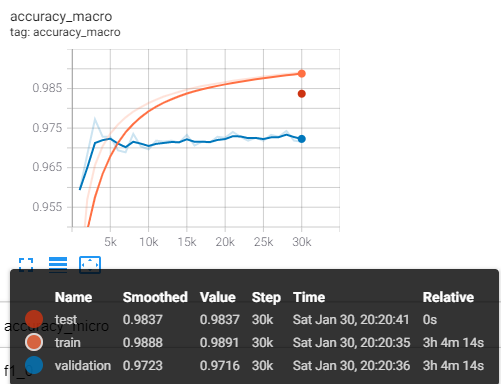 accuracy_macro
tag: accuracy_macro
0.985
0.975
0.965
0.955
5k 10k 15k 20k 25k 30k
Name Smoothed Value Step Time Relative
test 0.9837 0.9837 30k Sat Jan 30, 20:20:41 0s
accuracy_micro
train 0.9888 0.9891 30k Sat Jan 30, 20:20:35 3h 4m 14s
validation 0.9723 0.9716 30k Sat Jan 30, 20:20:36 3h 4m 14s